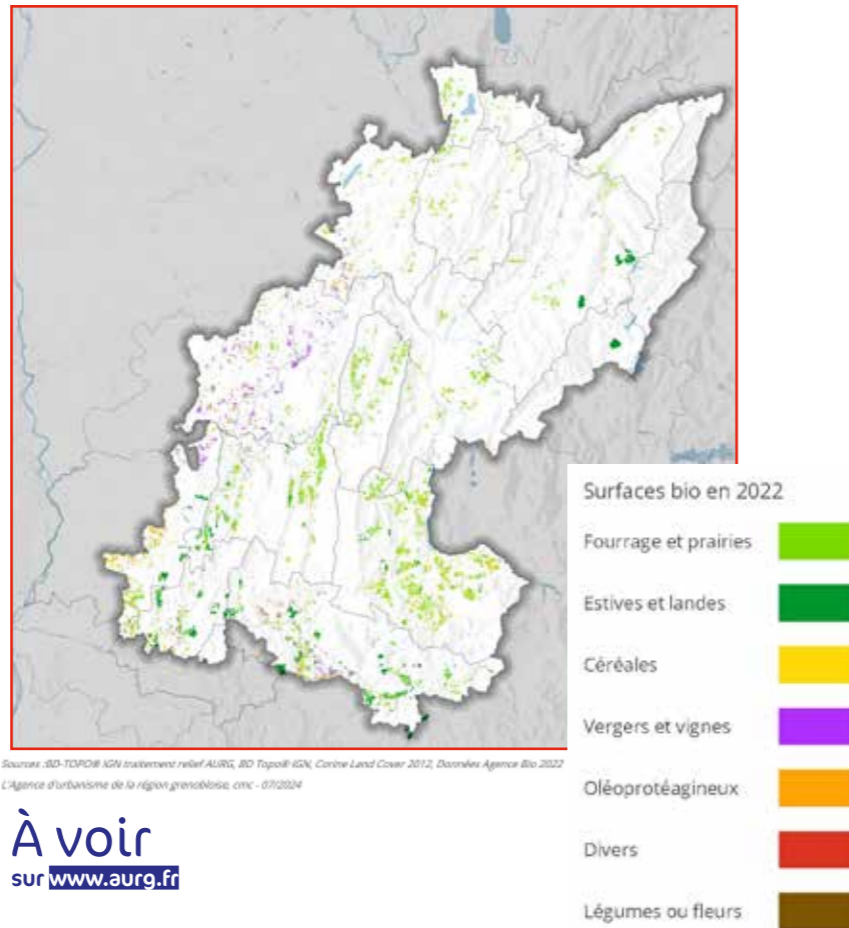 Surfaces bio en 2022
Fourrage et prairies
Estives et landes
Céréales
Vergers et vignes
Oléoprotéagineux
Divers
Légumes ou fleurs
Sources :BD-TOPO® IGN traitement relief AURG, BD Topo® IGN, Corine Land Cover 2012, Données Agence Bio 2022
L'Agence d'urbanisme de la région grenobloise, cmc - 07/2024
À voir
sur www.aurg.fr